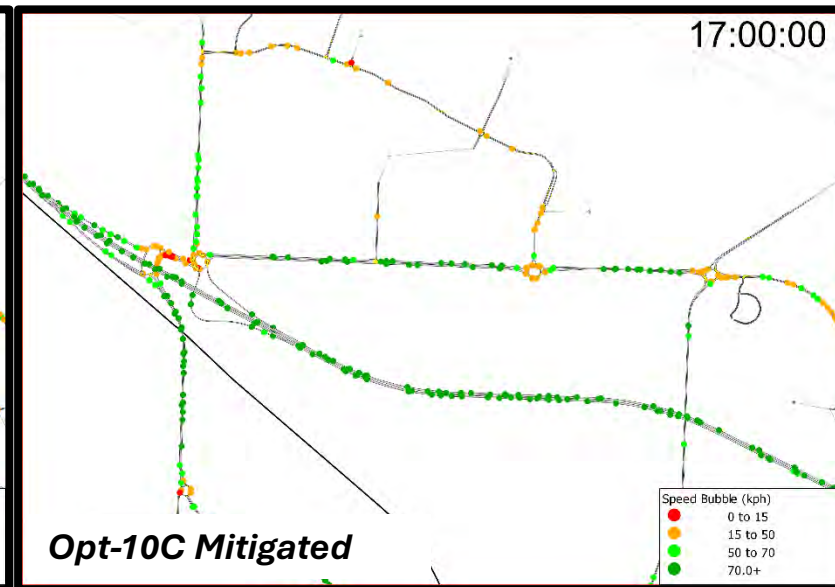 17:00:00
Speed Bubble (kph)
0 to 15
15 to 50
50 to 70
70.0+
Opt-10C Mitigated